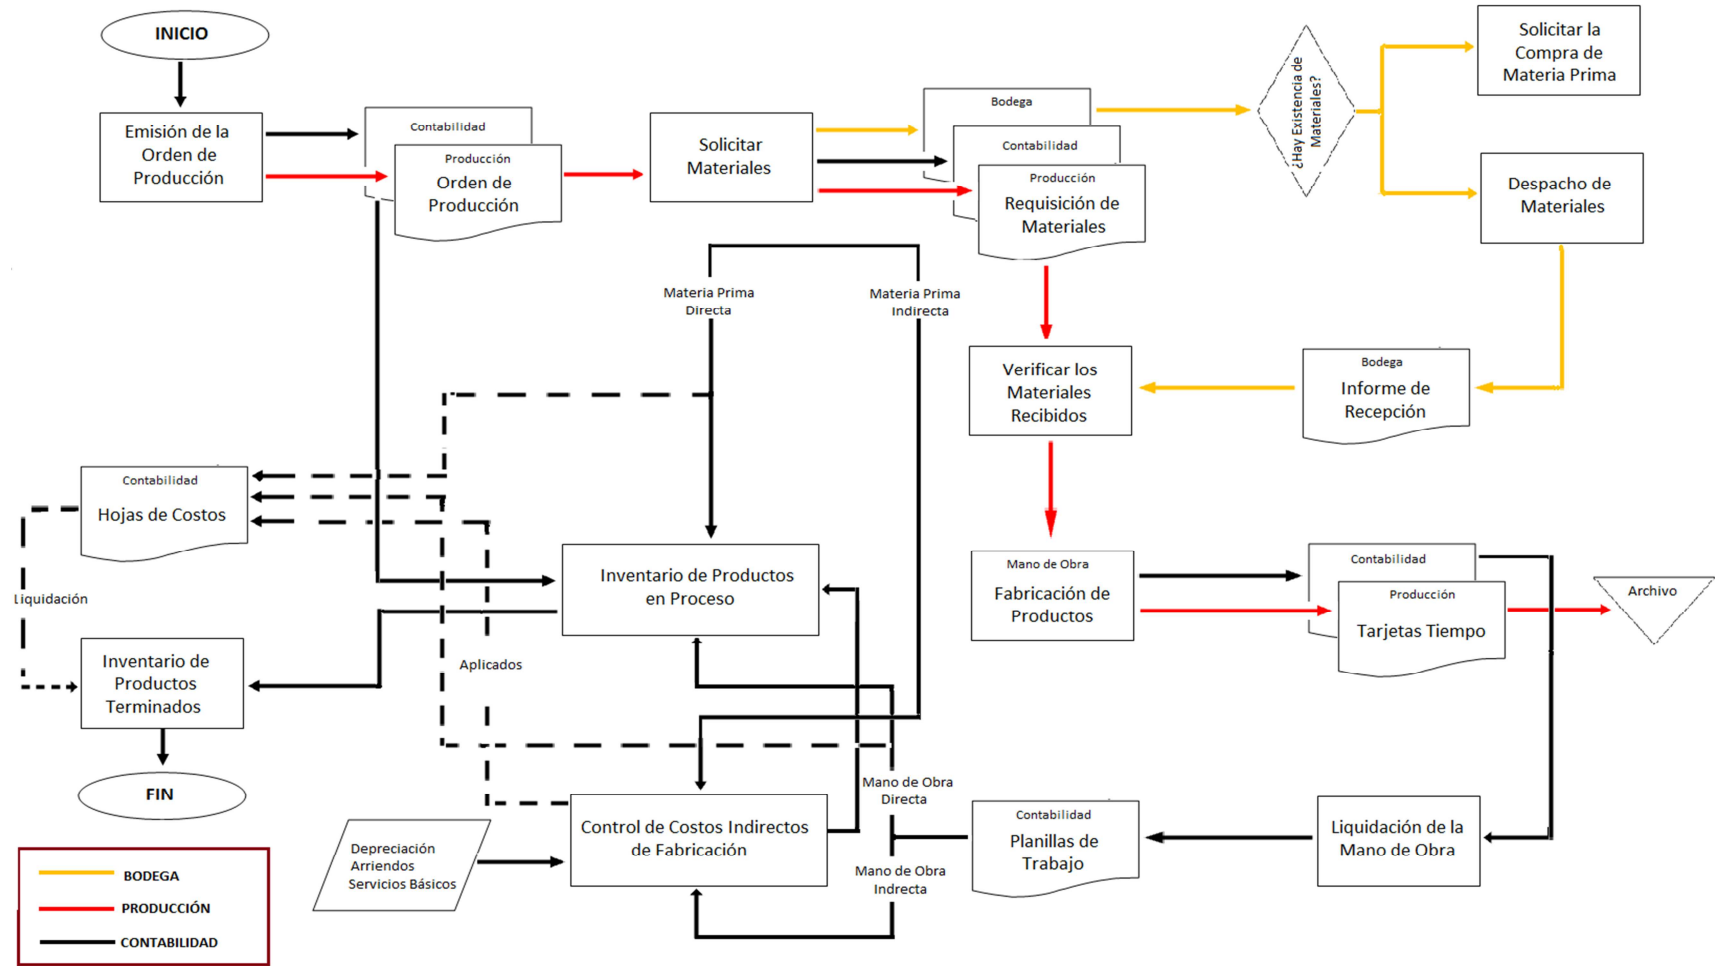 INICIO
Emisión de la
Orden de
Producción
Contabilidad
Producción
Orden de
Producción
Solicitar
Materiales
Bodega
Contabilidad
Producción
Requisición de
Materiales
¿Hay Existencia de
Materiales?
Solicitar la
Compra de
Materia Prima
Despacho de
Materiales
Materia Prima
Directa
Materia Prima
Indirecta
Verificar los
Materiales
Recibidos
Bodega
Informe de
Recepción
Contabilidad
Hojas de Costos
Liquidación
Inventario de Productos
en Proceso
Mano de Obra
Fabricación de
Productos
Contabilidad
Producción
Tarjetas Tiempo
Archivo
Aplicados
Inventario de
Productos
Terminados
FIN
Mano de Obra
Directa
Control de Costos Indirectos
de Fabricación
Depreciación
Arriendos
Servicios Básicos
Mano de Obra
Indirecta
Contabilidad
Planillas de
Trabajo
Liquidación de la
Mano de Obra
BODEGA
PRODUCCIÓN
CONTABILIDAD